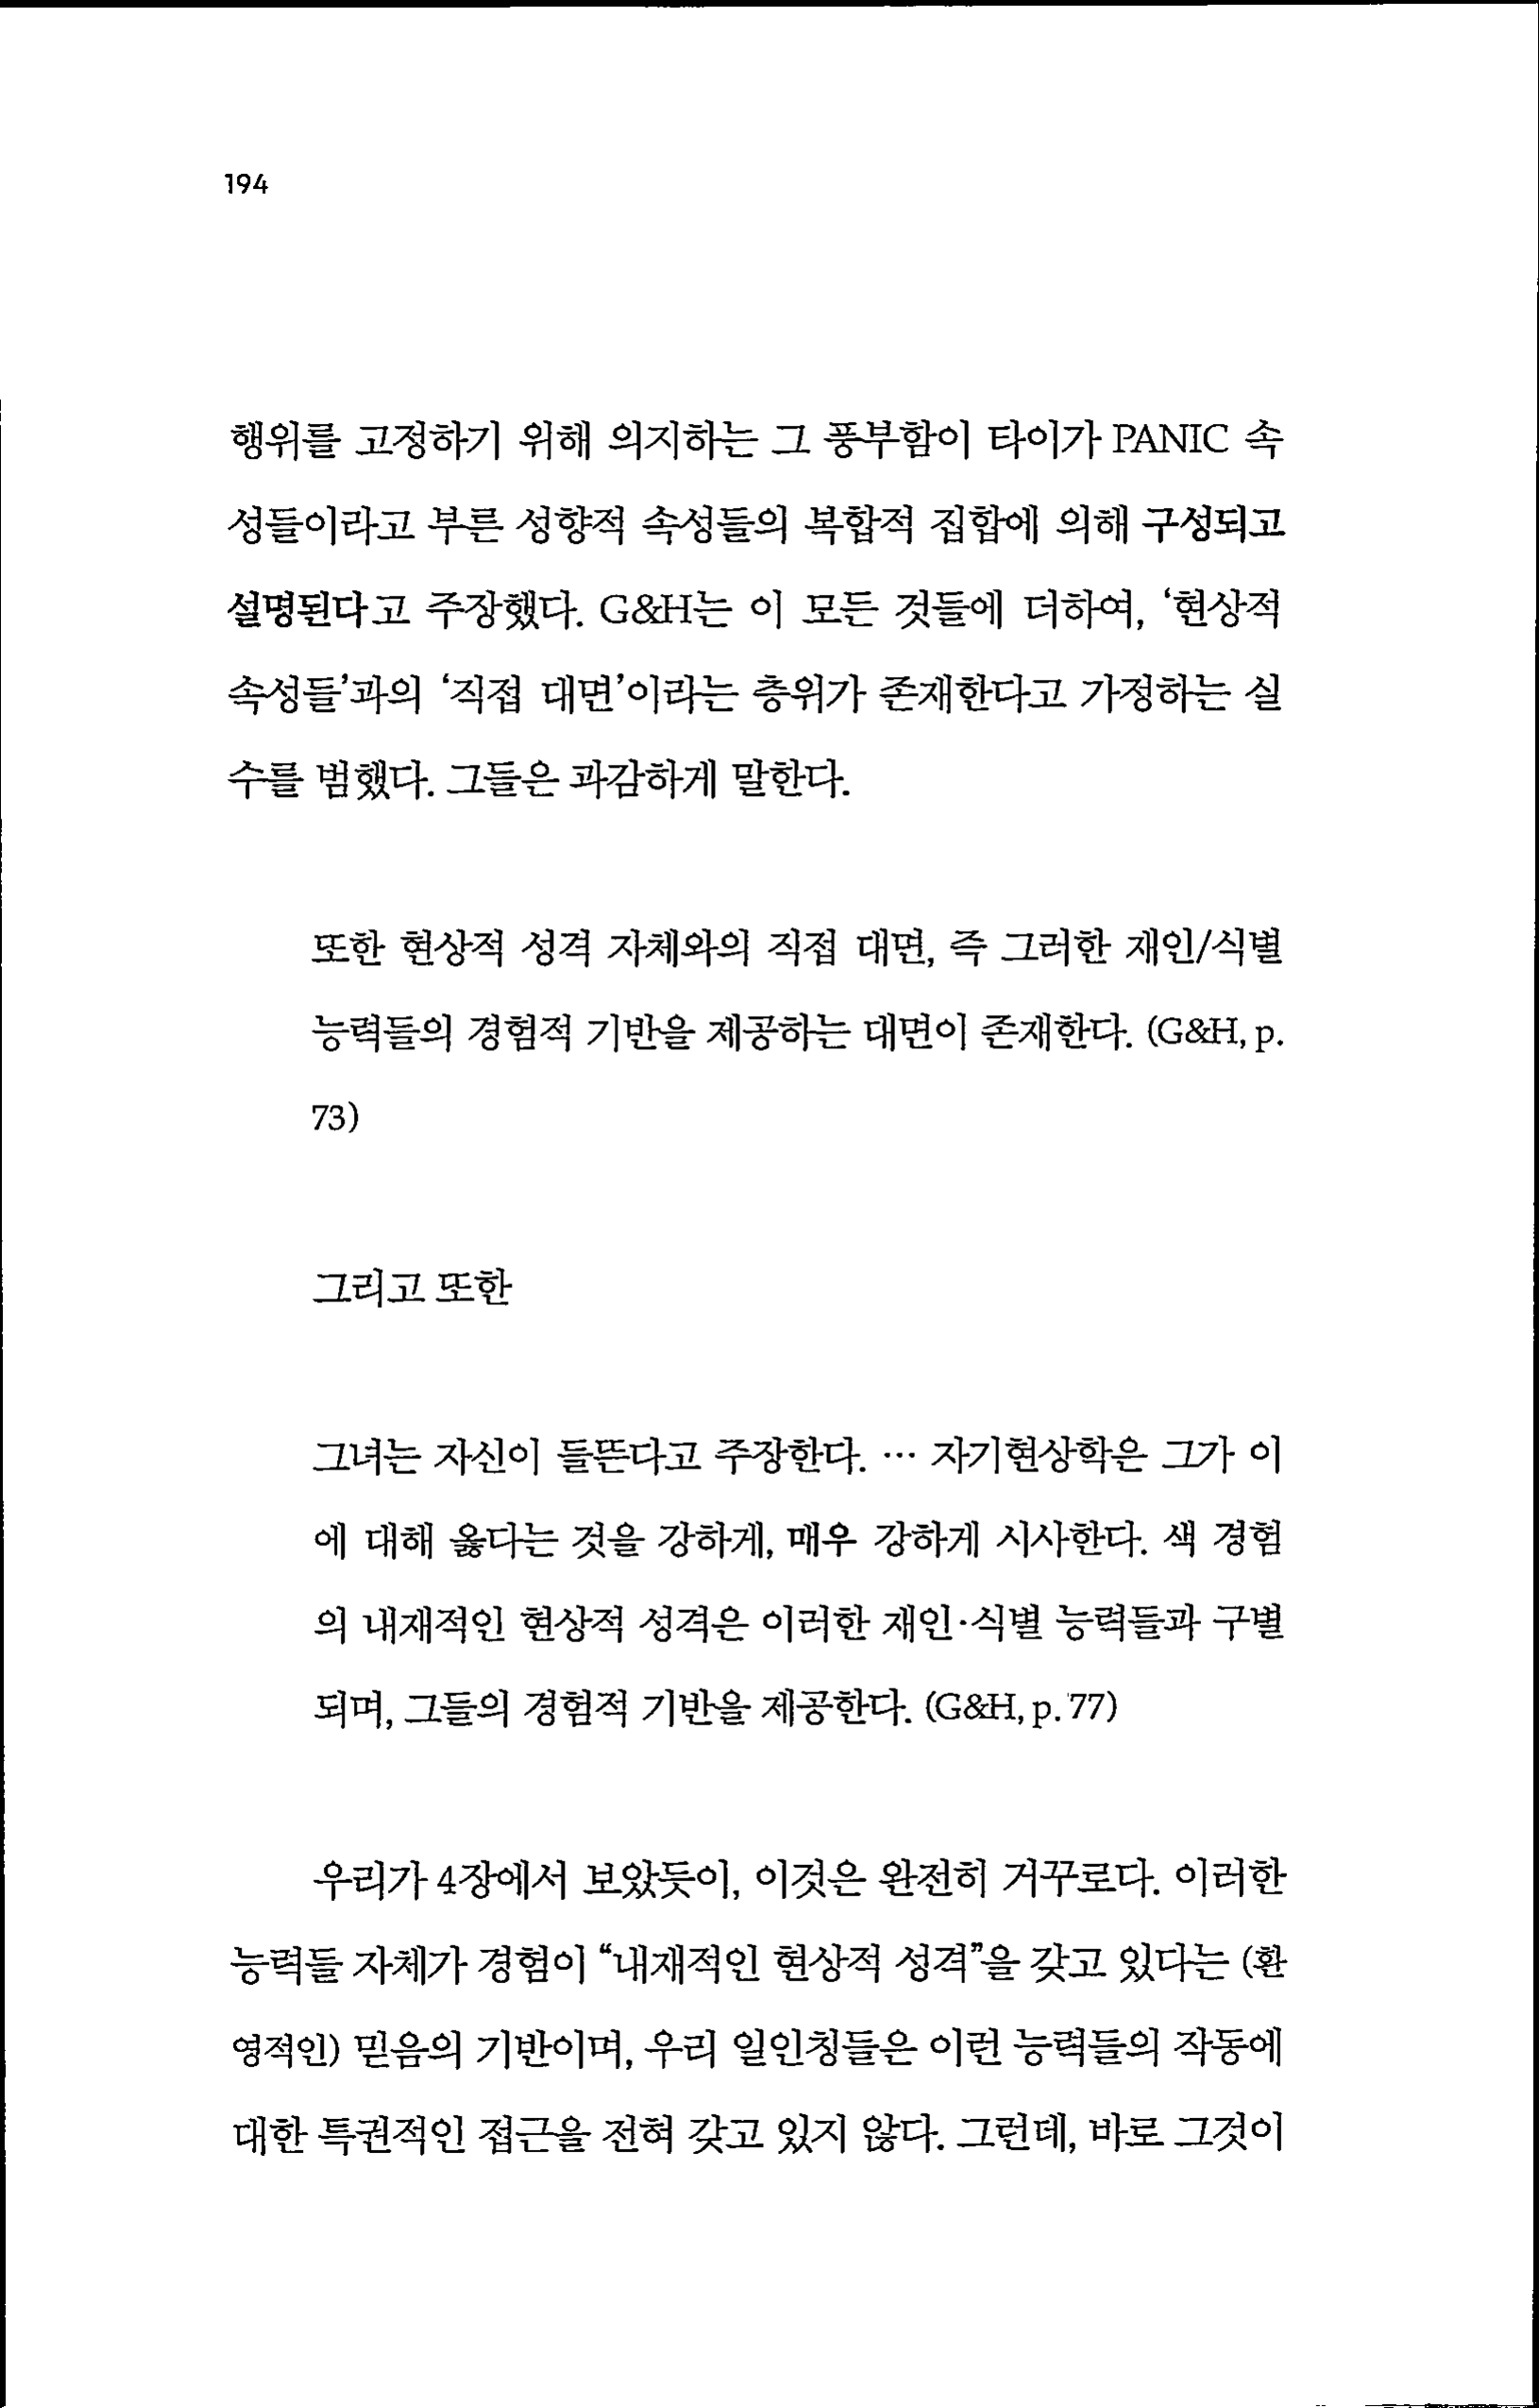 194
행위를 고정하기 위해 의지하는 그 풍부함이 타이가 PANIC 속
성들이라고 부른 성향적 속성들의 복합적 집합에 의해 구성되고
설명된다고 주장했다. G&H는 이 모든 것들에 더하여, ‘현상적
속성들’과의 ‘직접 대면’이라는 층위가 존재한다고 가정하는 실
수를 범했다. 그들은 과감하게 말한다.
또한 현상적 성격 자체와의 직접 대면, 즉 그러한 재인/식별
능력들의 경험적 기반을 제공하는 대면이 존재한다. (G&H, p.
73)
그리고 또한
그녀는 자신이 들뜬다고 주장한다. … 자기현상학은 그가 이
에 대해 옳다는 것을 강하게, 매우 강하게 시사한다. 색 경험
의 내재적인 현상적 성격은 이러한 재인·식별 능력들과 구별
되며, 그들의 경험적 기반을 제공한다. (G&H, p. 77)
우리가 4장에서 보았듯이, 이것은 완전히 거꾸로다. 이러한
능력들 자체가 경험이 “내재적인 현상적 성격”을 갖고 있다는 (환
영적인) 믿음의 기반이며, 우리 일인칭들은 이런 능력들의 작동에
대한 특권적인 접근을 전혀 갖고 있지 않다. 그런데, 바로 그것이